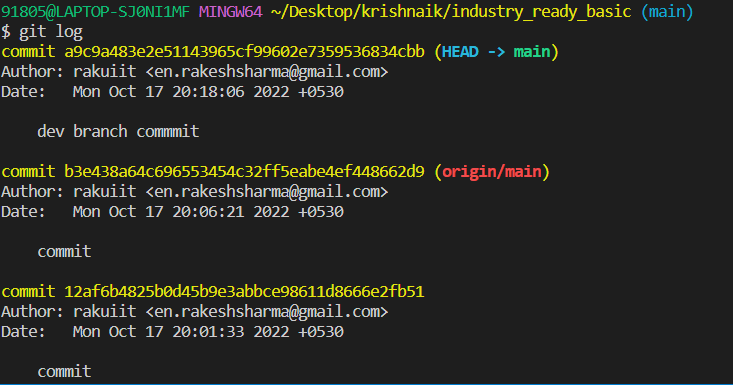 91805@LAPTOP-SJ0NI1MF MINGW64 ~/Desktop/krishnaik/industry_ready_basic (main)
$ git log
commit a9c9a483e2e51143965cf99602e7359536834cbb (HEAD -> main)
Author: rakuiit <en.rakeshsharma@gmail.com>
Date:   Mon Oct 17 20:18:06 2022 +0530
    dev branch commmit
commit b3e438a64c696553454c32ff5eabe4ef448662d9 (origin/main)
Author: rakuiit <en.rakeshsharma@gmail.com>
Date:   Mon Oct 17 20:06:21 2022 +0530
    commit
commit 12af6b4825b0d45b9e3abbce98611d8666e2fb51
Author: rakuiit <en.rakeshsharma@gmail.com>
Date:   Mon Oct 17 20:01:33 2022 +0530
    commit